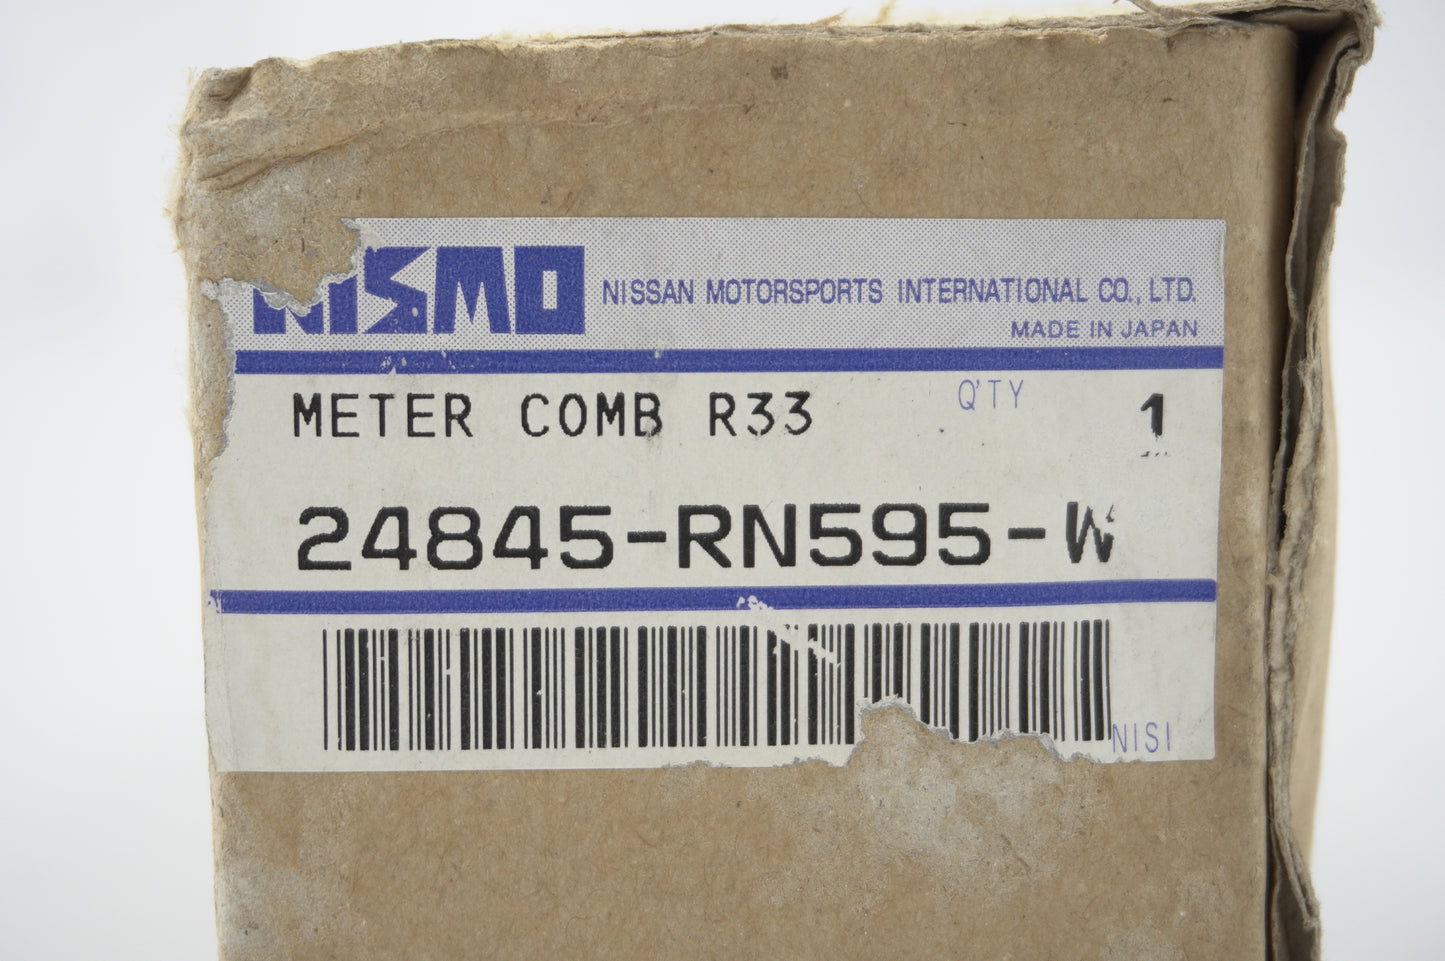 NISMO NISSAN MOTORSPORTS INTERNATIONAL CO., LTD.
MADE IN JAPAN
METER COMB R33 Q'TY 1
24845-RN595-W
NISI